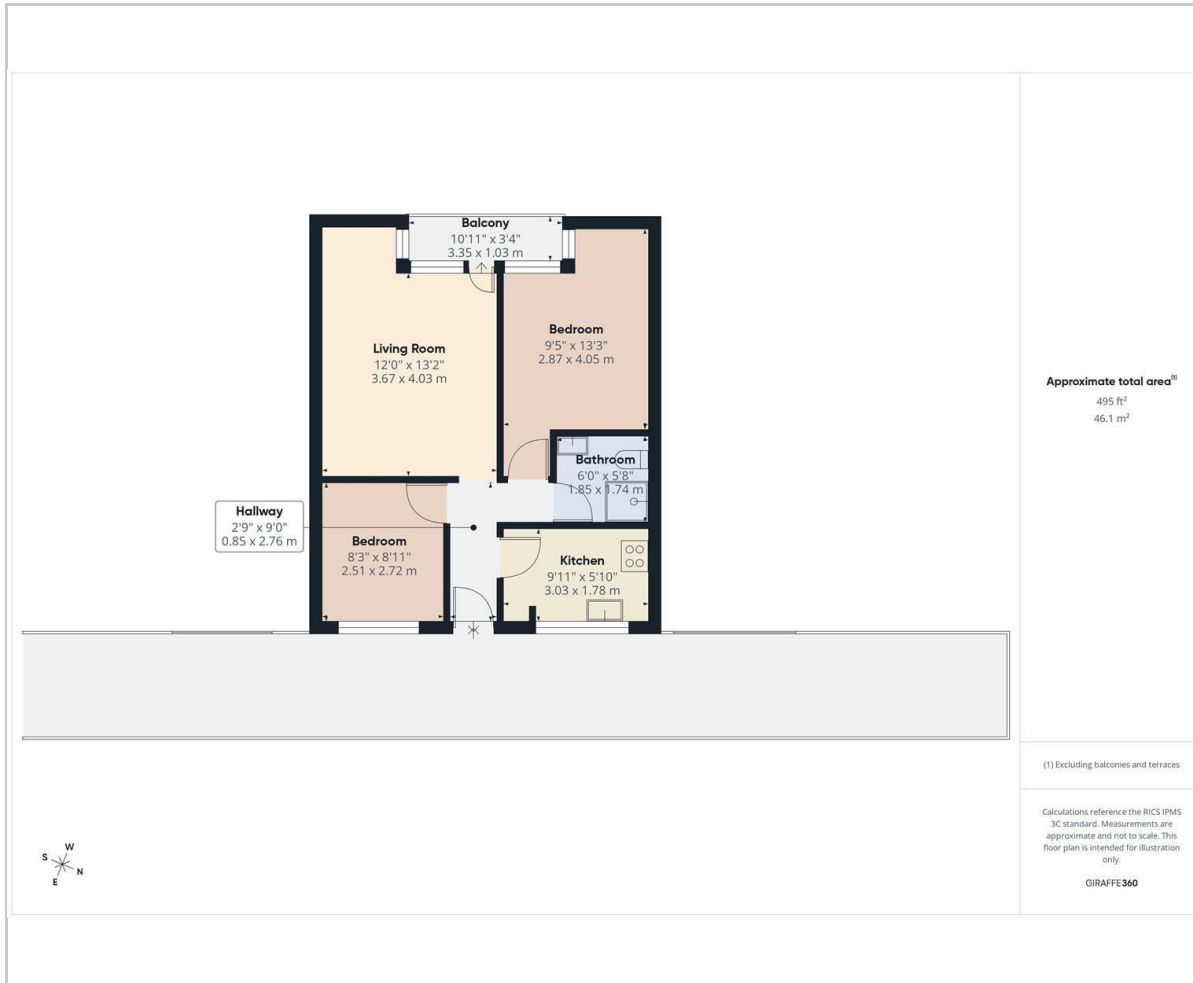 Balcony
10'11" x 3'4"
3.35 x 1.03 m
Living Room
12'0" x 13'2"
3.67 x 4.03 m
Bedroom
9'5" x 13'3"
2.87 x 4.05 m
Bathroom
6'0" x 5'8"
1.85 x 1.74 m
Hallway
2'9" x 9'0"
0.85 x 2.76 m
Bedroom
8'3" x 8'11"
2.51 x 2.72 m
Kitchen
9'11" x 5'10"
3.03 x 1.78 m
Approximate total area(1)
495 ft²
46.1 m²
(1) Excluding balconies and terraces
Calculations reference the RICS IPMS
3C standard. Measurements are
approximate and not to scale. This
floor plan is intended for illustration
only.
GIRAFFE360
W
S
N
E